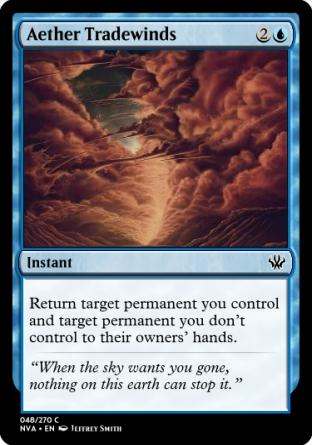 Aether Tradewinds 2
Instant
Return target permanent you control
and target permanent you don't
control to their owners' hands.
"When the sky wants you gone,
nothing on this earth can stop it."
048/270 C
NVA • EN Jeffrey Smith